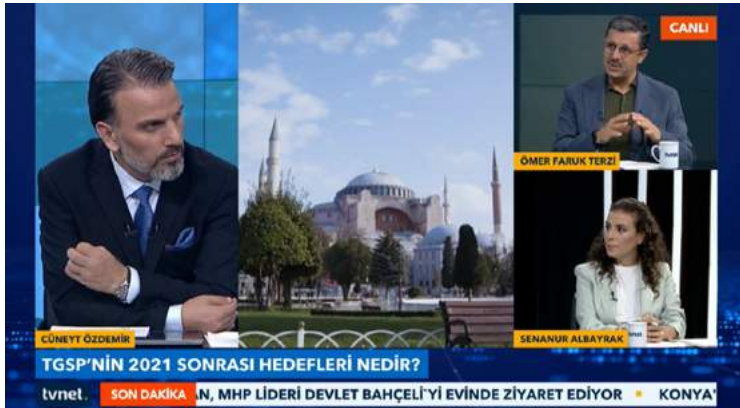 CANLI
ÖMER FARUK TERZİ
CÜNEYT ÖZDEMİR
SENANUR ALBAYRAK
TGSP'NİN 2021 SONRASI HEDEFLERİ NEDİR?
tvnet. SON DAKİKA AN, MHP LİDERİ DEVLET BAHÇELİ`Yİ EVİNDE ZİYARET EDİYOR • KONYA'